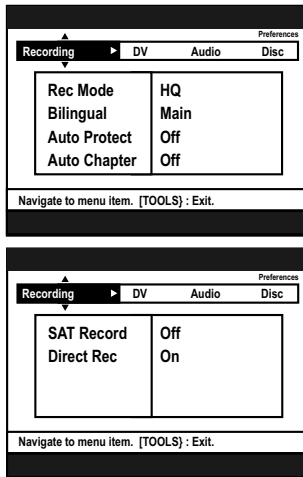 Preferences
Recording DV Audio Disc
Rec Mode HQ
Bilingual Main
Auto Protect Off
Auto Chapter Off
Navigate to menu item. [TOOLS} : Exit.
Preferences
Recording DV Audio Disc
SAT Record Off
Direct Rec On
Navigate to menu item. [TOOLS} : Exit.